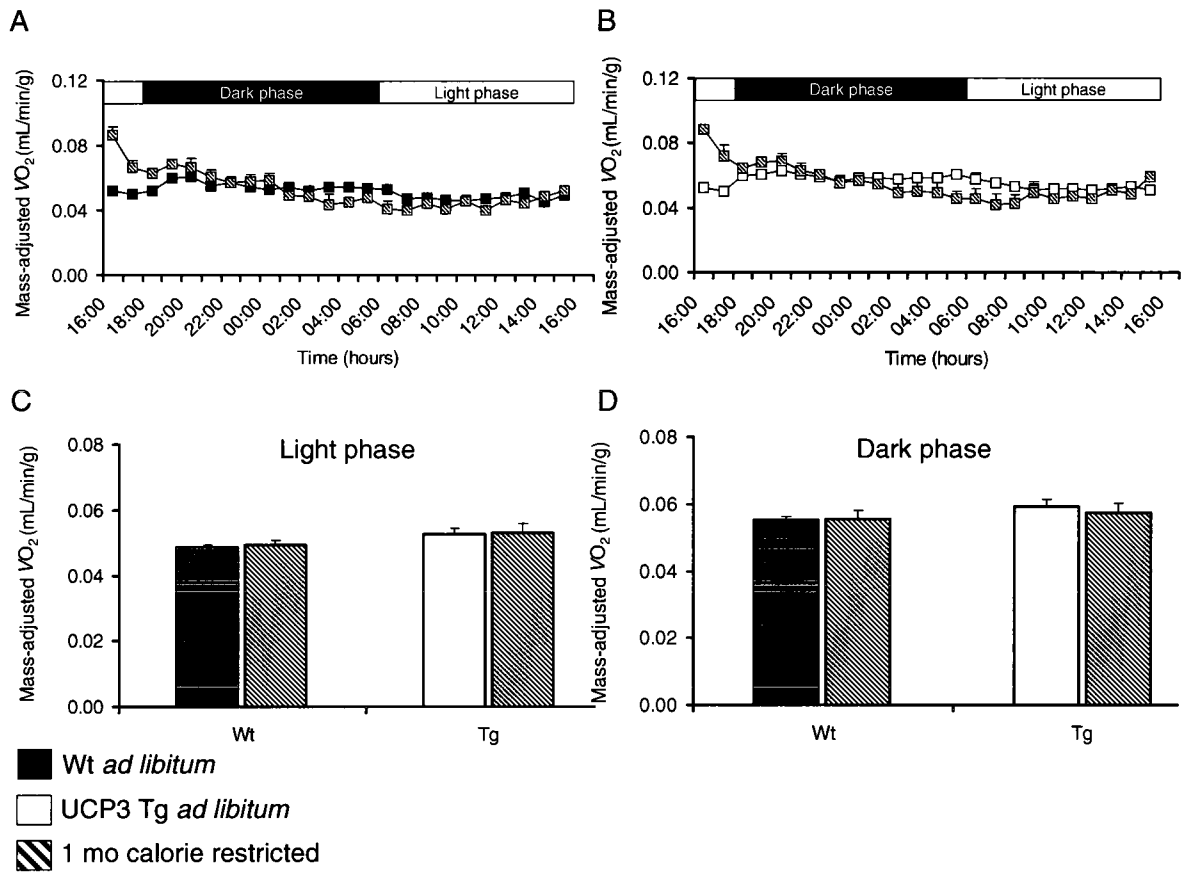 A
Mass-adjusted VO2 (mL/min/g)
0.12
0.08
0.04
0.00
Dark phase
Light phase
16:00
18:00
20:00
22:00
00:00
02:00
04:00
06:00
08:00
10:00
12:00
14:00
16:00
Time (hours)
B
Mass-adjusted VO2 (mL/min/g)
0.12
0.08
0.04
0.00
Dark phase
Light phase
16:00
18:00
20:00
22:00
00:00
02:00
04:00
06:00
08:00
10:00
12:00
14:00
16:00
Time (hours)
C
Mass-adjusted VO2 (mL/min/g)
0.08
0.06
0.04
0.02
0.00
Light phase
Wt
Tg
D
Mass-adjusted VO2 (mL/min/g)
0.08
0.06
0.04
0.02
0.00
Dark phase
Wt
Tg
Wt ad libitum
UCP3 Tg ad libitum
1 mo calorie restricted